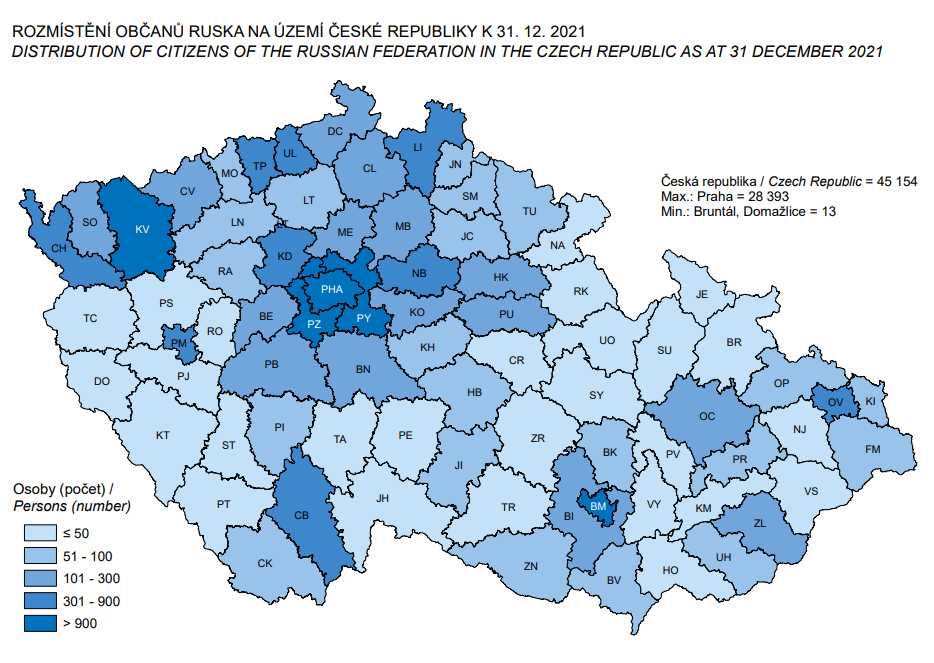 ROZMÍSTĚNÍ OBČANŮ RUSKA NA ÚZEMÍ ČESKÉ REPUBLIKY K 31. 12. 2021
DISTRIBUTION OF CITIZENS OF THE RUSSIAN FEDERATION IN THE CZECH REPUBLIC AS AT 31 DECEMBER 2021
Česká republika / Czech Republic = 45 154
Max.: Praha = 28 393
Min.: Bruntál, Domažlice = 13
DC
UL
LI
TP
MO
CL
JN
CV
LT
SM
SO
TU
KV
LN
ME
MB
JC
CH
NA
KD
RA
NB
HK
PHA
RK
JE
PS
TC
BE
KO
PU
PZ
PY
RO
PM
UO
BR
KH
SU
CR
PB
BN
PJ
DO
OP
HB
SY
OV
KI
OC
PI
NJ
KT
TA
PE
ZR
ST
FM
BK
PV
PR
JI
VS
JH
PT
TR
BM
VY
KM
CB
BI
ZL
UH
CK
ZN
HO
BV
Osoby (počet) /
Persons (number)
≤ 50
51 - 100
101 - 300
301 - 900
> 900